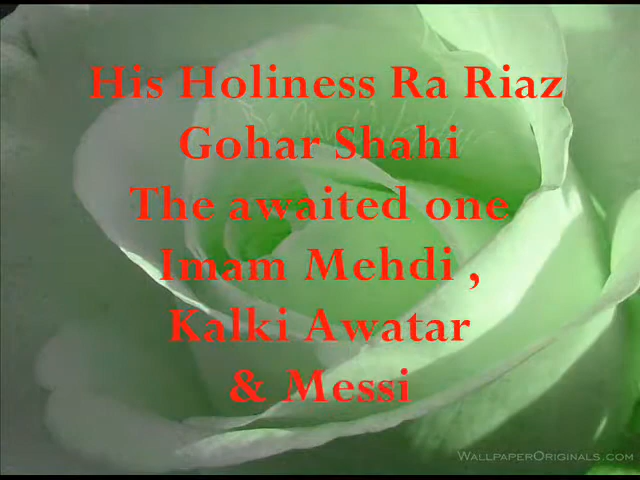 His Holiness Ra Riaz
Gohar Shahi
The awaited one
Imam Mehdi ,
Kalki Awatar
& Messi
WALLPAPERORIGINALS.COM